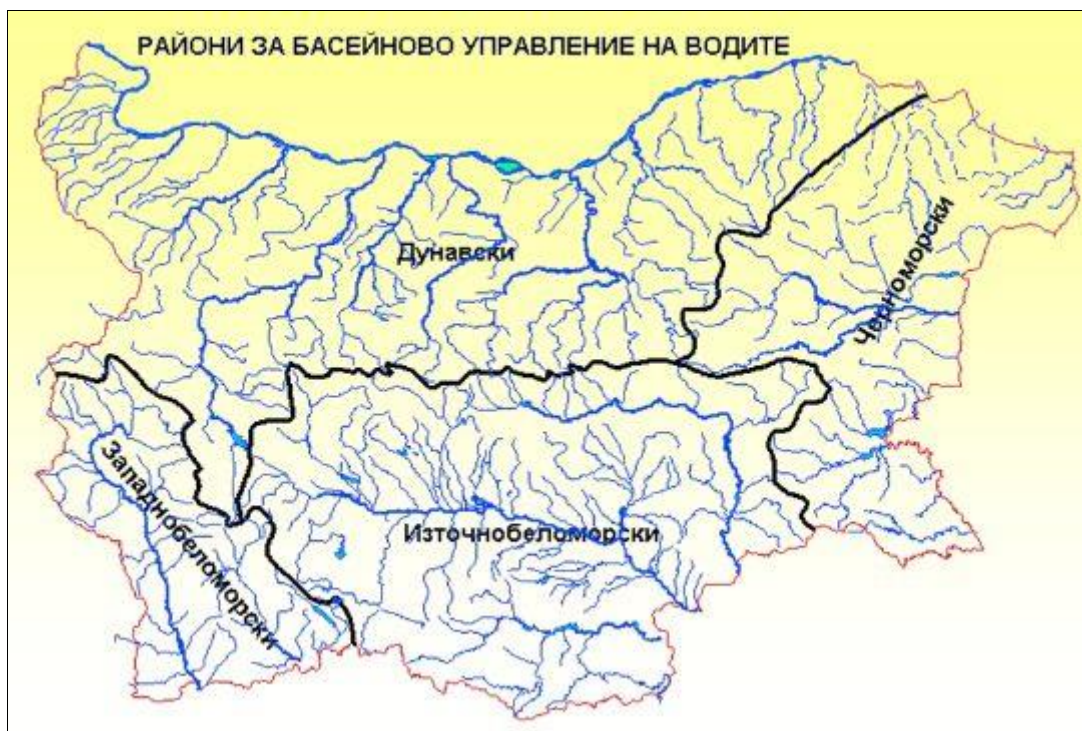 РАЙОНИ ЗА БАСЕЙНОВО УПРАВЛЕНИЕ НА ВОДИТЕ
Дунавски
Черноморски
Западнобеломорски
Източнобеломорски